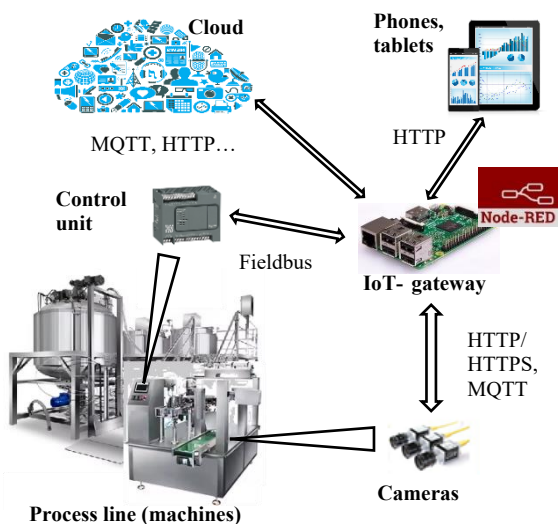 Cloud
Phones,
tablets
MQTT, HTTP…
HTTP
Control
unit
Node-RED
Fieldbus
IoT- gateway
HTTP/
HTTPS,
MQTT
Cameras
Process line (machines)